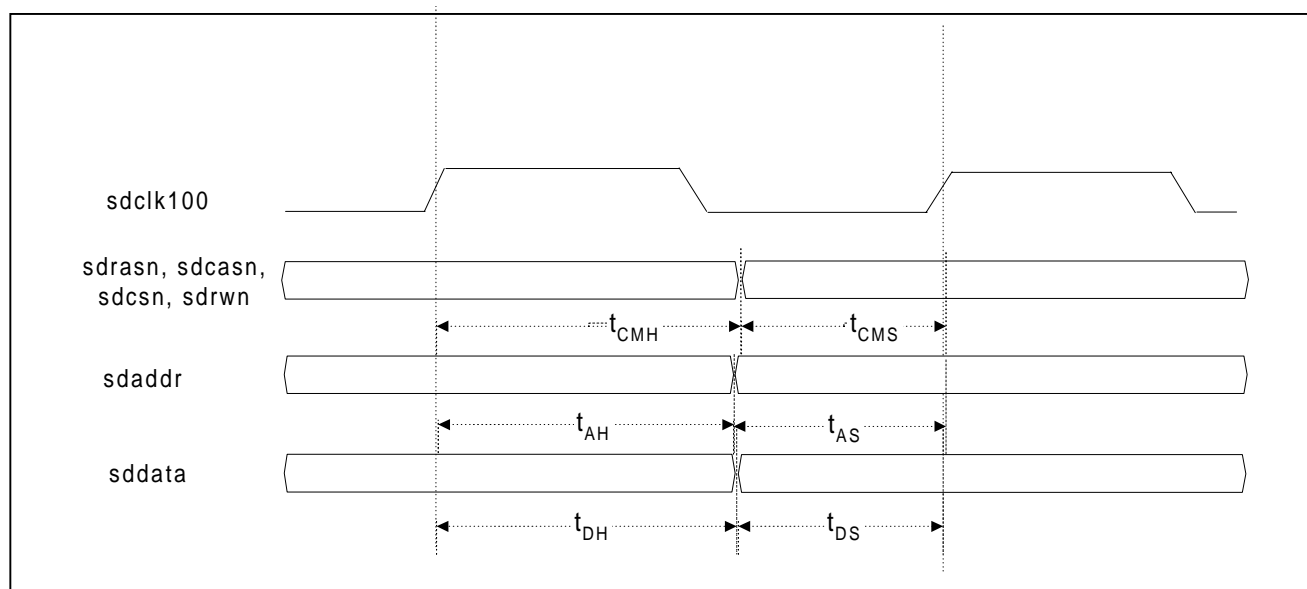 sdclk100
sdrasn, sdcasn,
sdcsn, sdrwn
tCMH
tCMS
sdaddr
tAH
tAS
sddata
tDH
tDS